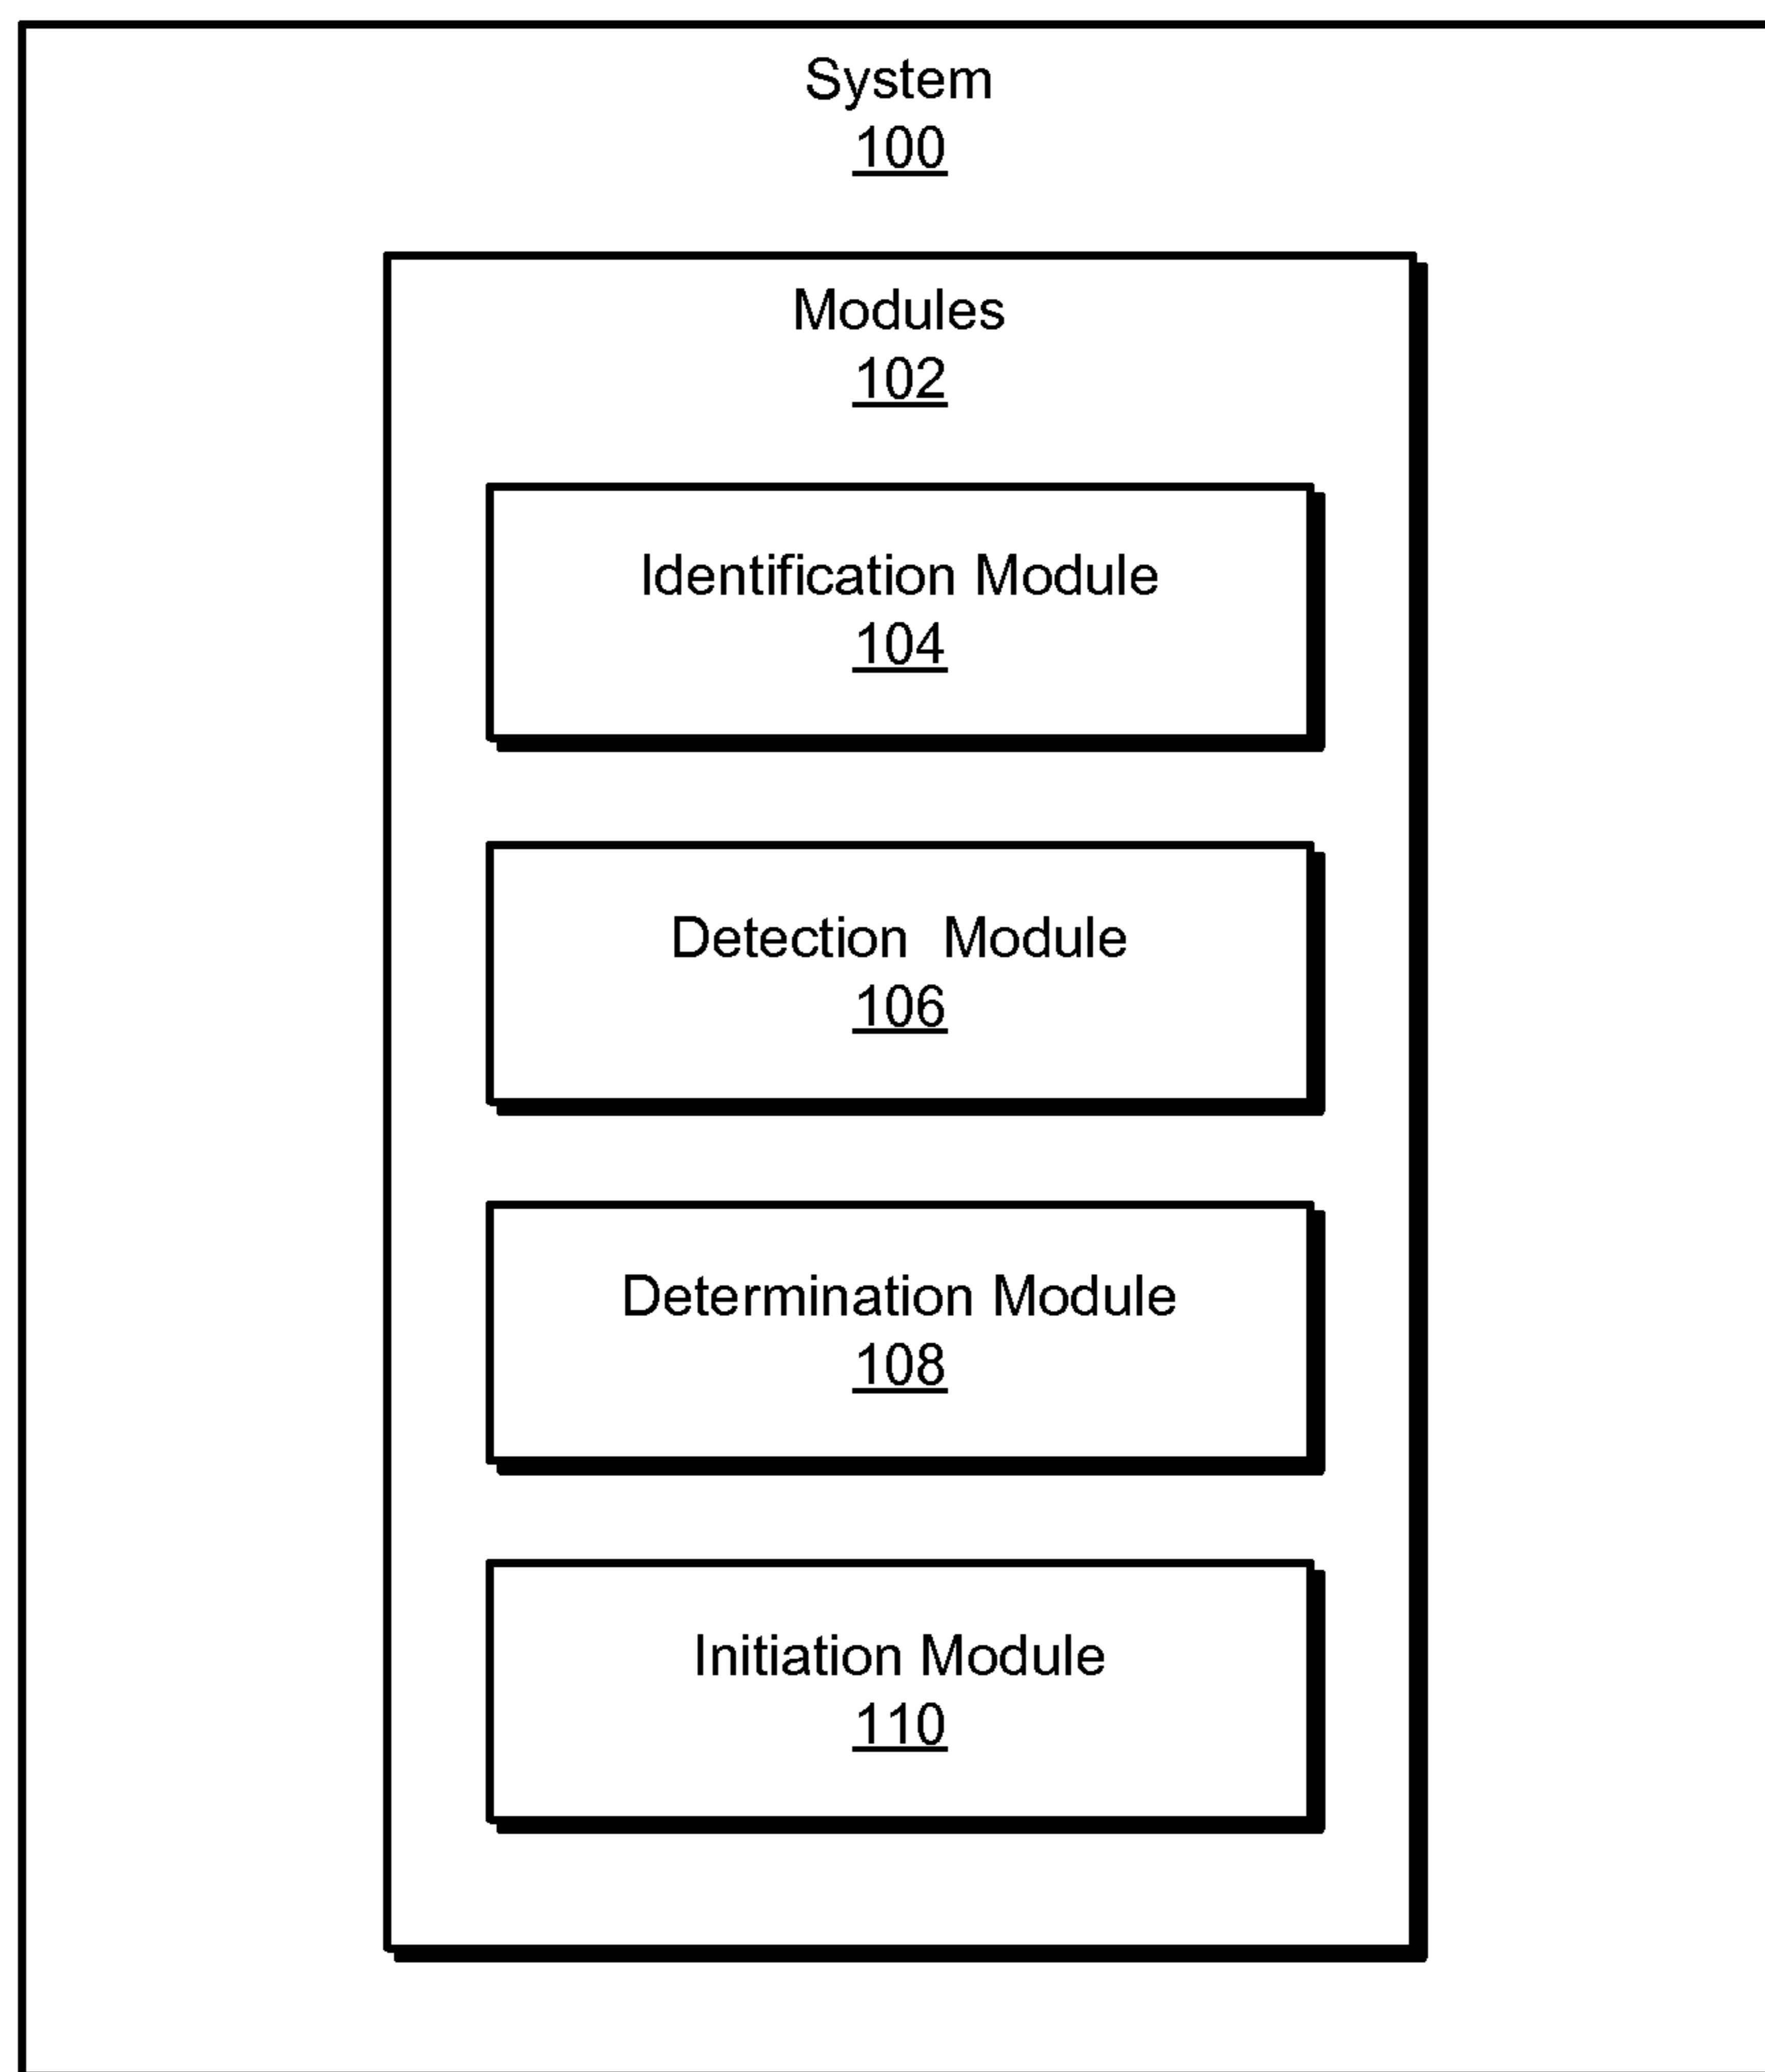 System
100
Modules
102
Identification Module
104
Detection Module
106
Determination Module
108
Initiation Module
110